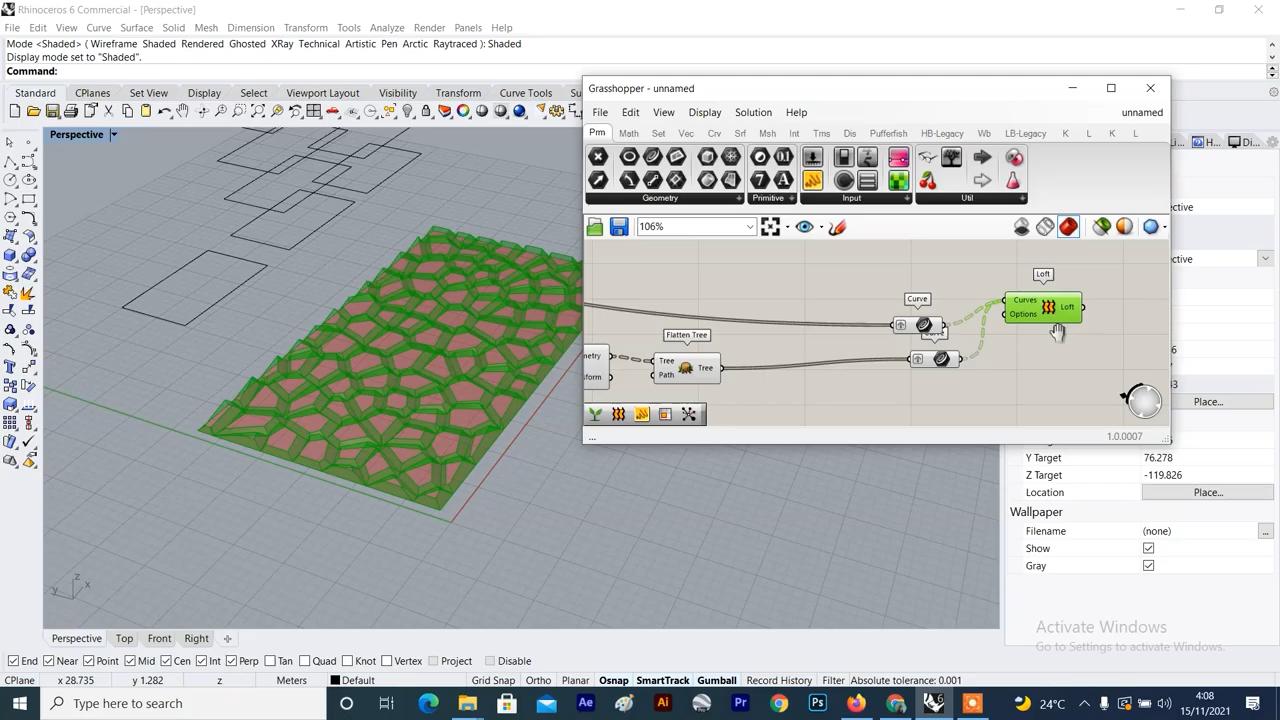 Rhinoceros 6 Commercial - [Perspective]
File Edit View Curve Surface Solid Mesh Dimension Transform Tools Analyze Render Panels Help
Mode <Shaded> ( Wireframe Shaded Rendered Ghosted XRay Technical Artistic Pen Arctic Raytraced ): Shaded
Display mode set to "Shaded".
Command:
Standard CPlanes Set View Display Select Viewport Layout Visibility Transform Curve Tools
Perspective
Grasshopper - unnamed
File Edit View Display Solution Help unnamed
Prm Math Set Vec Crv Srf Msh Int Trns Dis Pufferfish HB-Legacy Wb LB-Legacy K L K L
Geometry Primitive Input Util
106%
Loft
Curve
Curves Loft
Options
Flatten Tree
Tree Tree
Path
1.0.0007
Place...
Y Target 76.278
Z Target -119.826
Location Place...
Wallpaper
Filename (none) ...
Show
Gray
z
x
y
Activate Windows
Go to Settings to activate Windows.
Perspective Top Front Right
End Near Point Mid Cen Int Perp Tan Quad Knot Vertex Project Disable
CPlane x 28.735 y 1.282 z Meters Default Grid Snap Ortho Planar Osnap SmartTrack Gumball Record History Filter Absolute tolerance: 0.001
Type here to search
24°C
4:08
15/11/2021